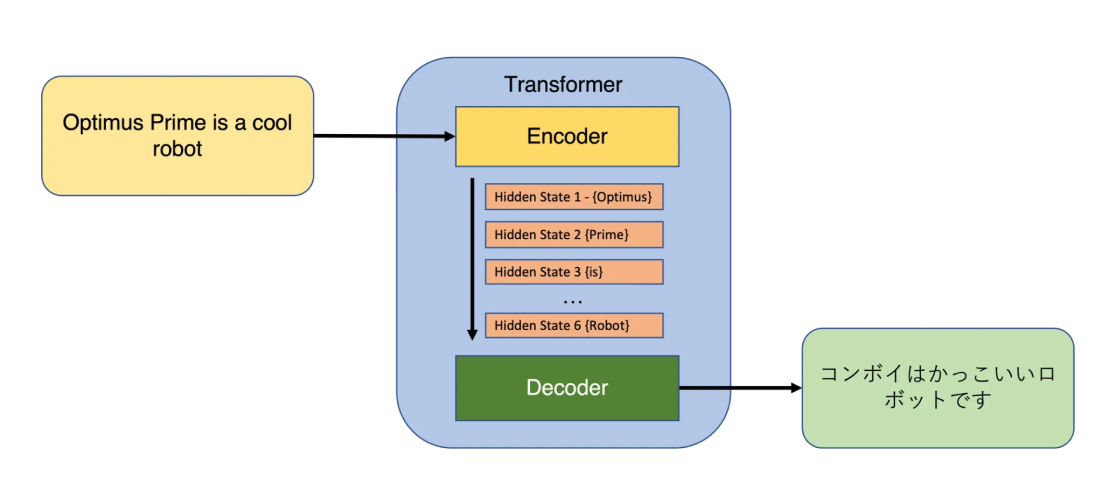 Transformer
Optimus Prime is a cool
robot
Encoder
Hidden State 1 - {Optimus}
Hidden State 2 {Prime}
Hidden State 3 {is}
...
Hidden State 6 {Robot}
Decoder
コンボイはかっこいいロ
ボットです